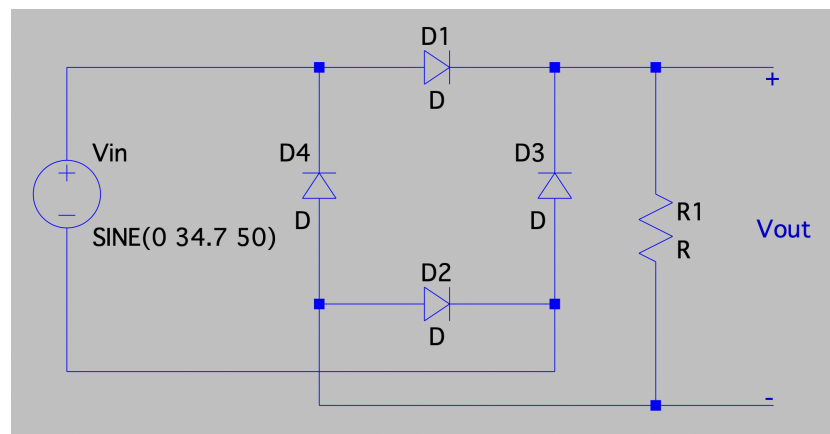 D1
D
+
Vin
+
D4
D3
SINE(0 34.7 50)
D
D
R1
R
Vout
D2
D
-